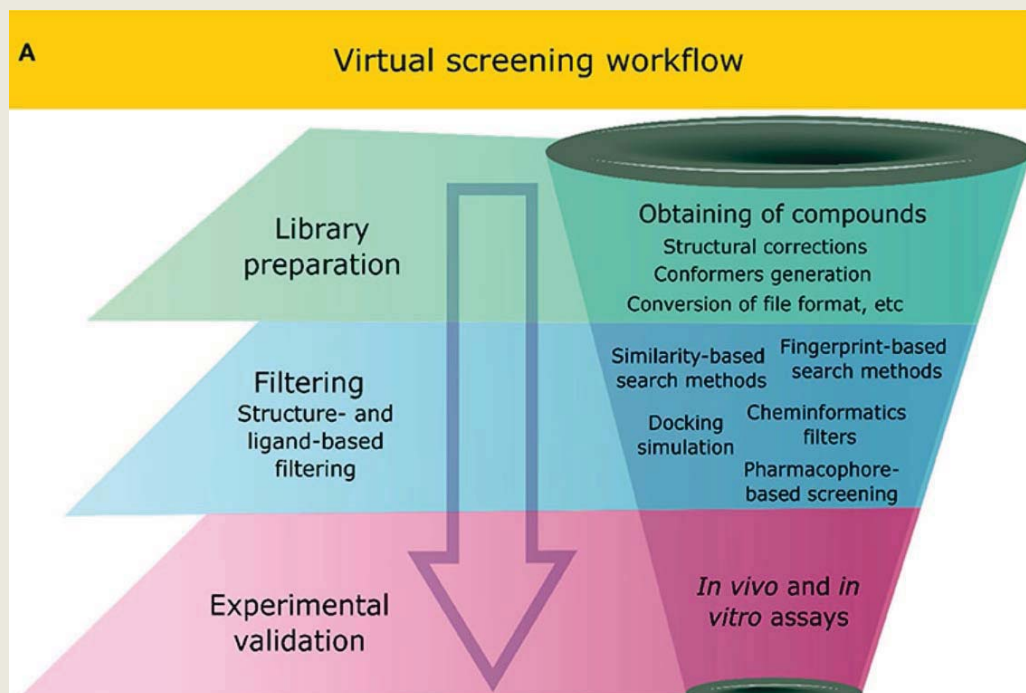 A
Virtual screening workflow
Library
preparation
Obtaining of compounds
Structural corrections
Conformers generation
Conversion of file format, etc
Filtering
Structure- and
ligand-based
filtering
Similarity-based
search methods
Fingerprint-based
search methods
Docking
simulation
Cheminformatics
filters
Pharmacophore-
based screening
Experimental
validation
In vivo and in
vitro assays